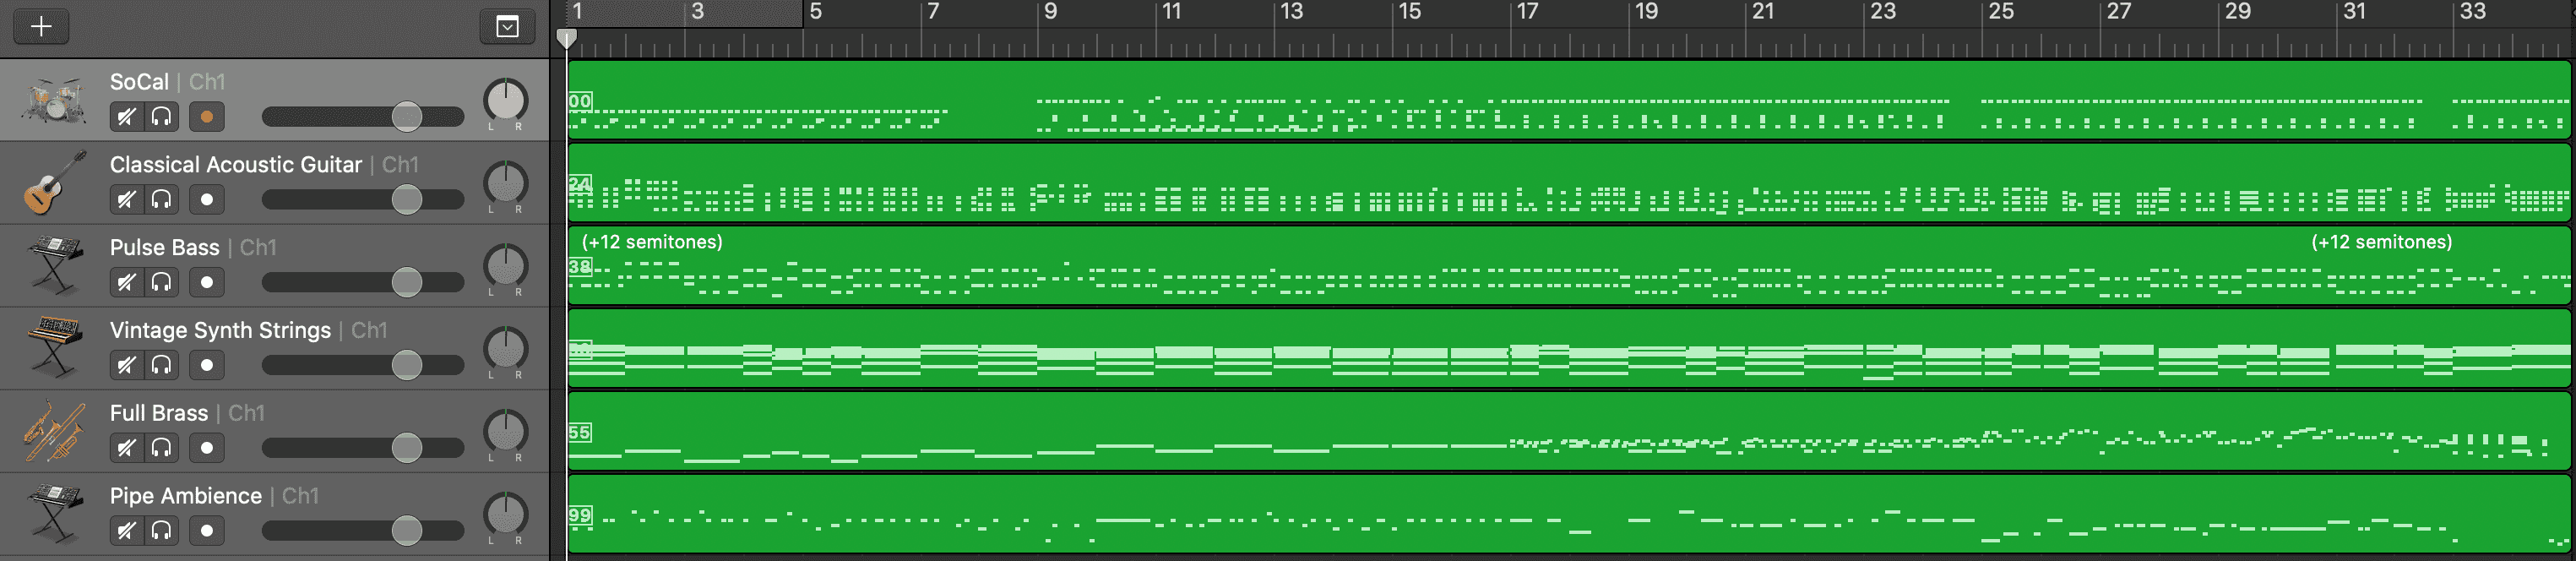 1 3 5 7 9 11 13 15 17 19 21 23 25 27 29 31 33
SoCal | Ch1
L R
00
Classical Acoustic Guitar | Ch1
L R
24
Pulse Bass | Ch1
L R
(+12 semitones) (+12 semitones)
38
Vintage Synth Strings | Ch1
L R
Full Brass | Ch1
L R
55
Pipe Ambience | Ch1
L R
99